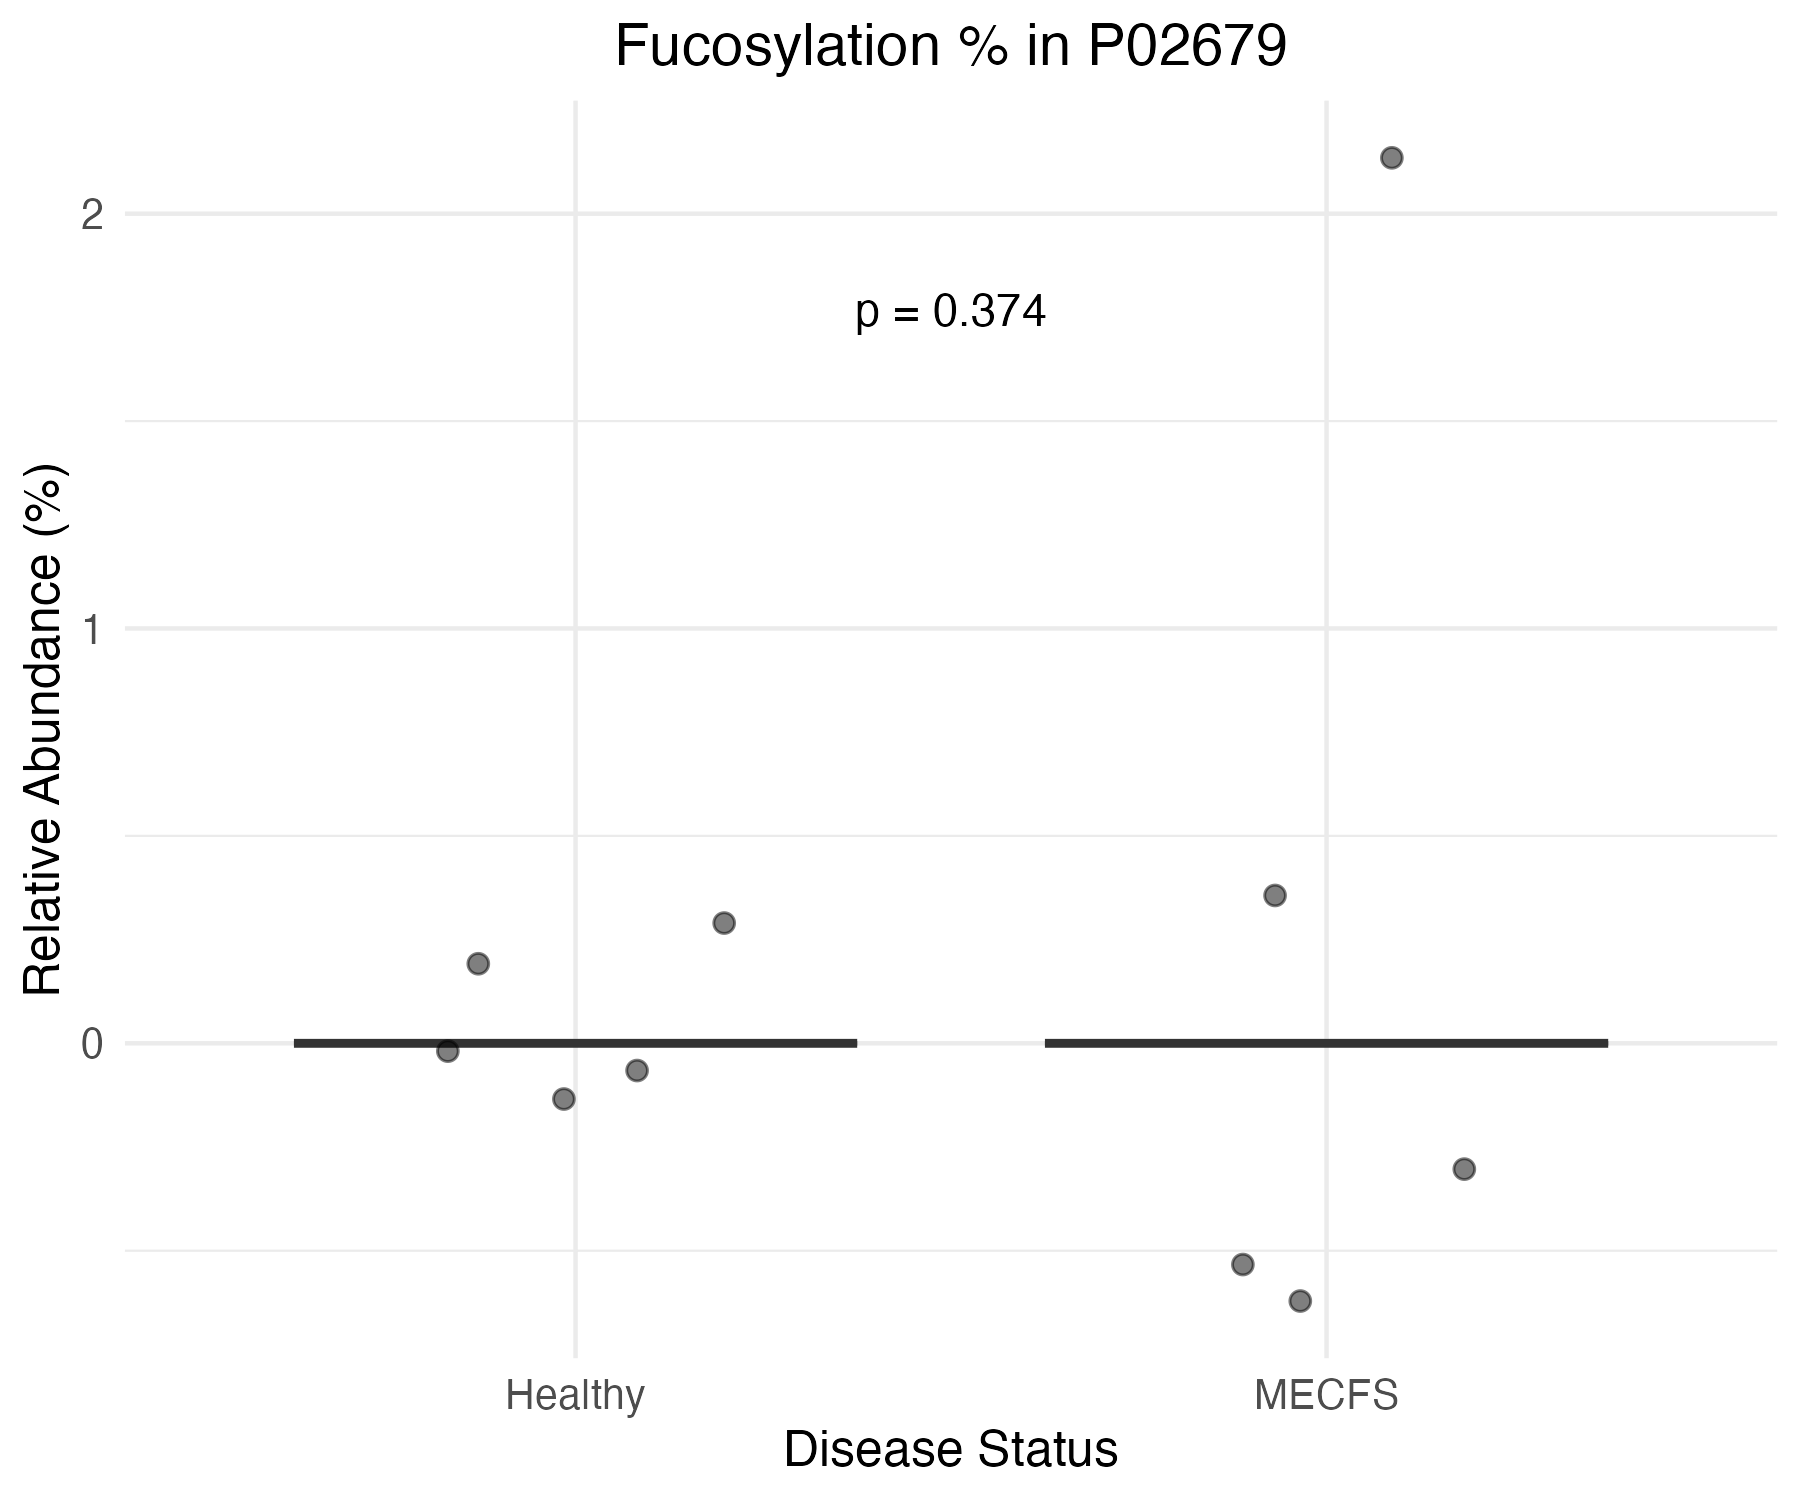 Fucosylation % in P02679
p = 0.374
Relative Abundance (%)
2
1
0
Healthy
MECFS
Disease Status